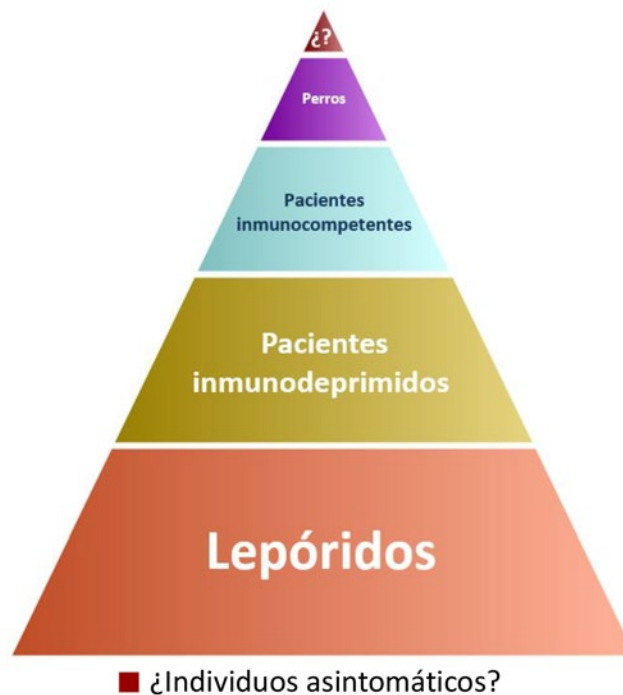 ¿?
Perros
Pacientes
inmunocompetentes
Pacientes
inmunodeprimidos
Lepóridos
¿Individuos asintomáticos?